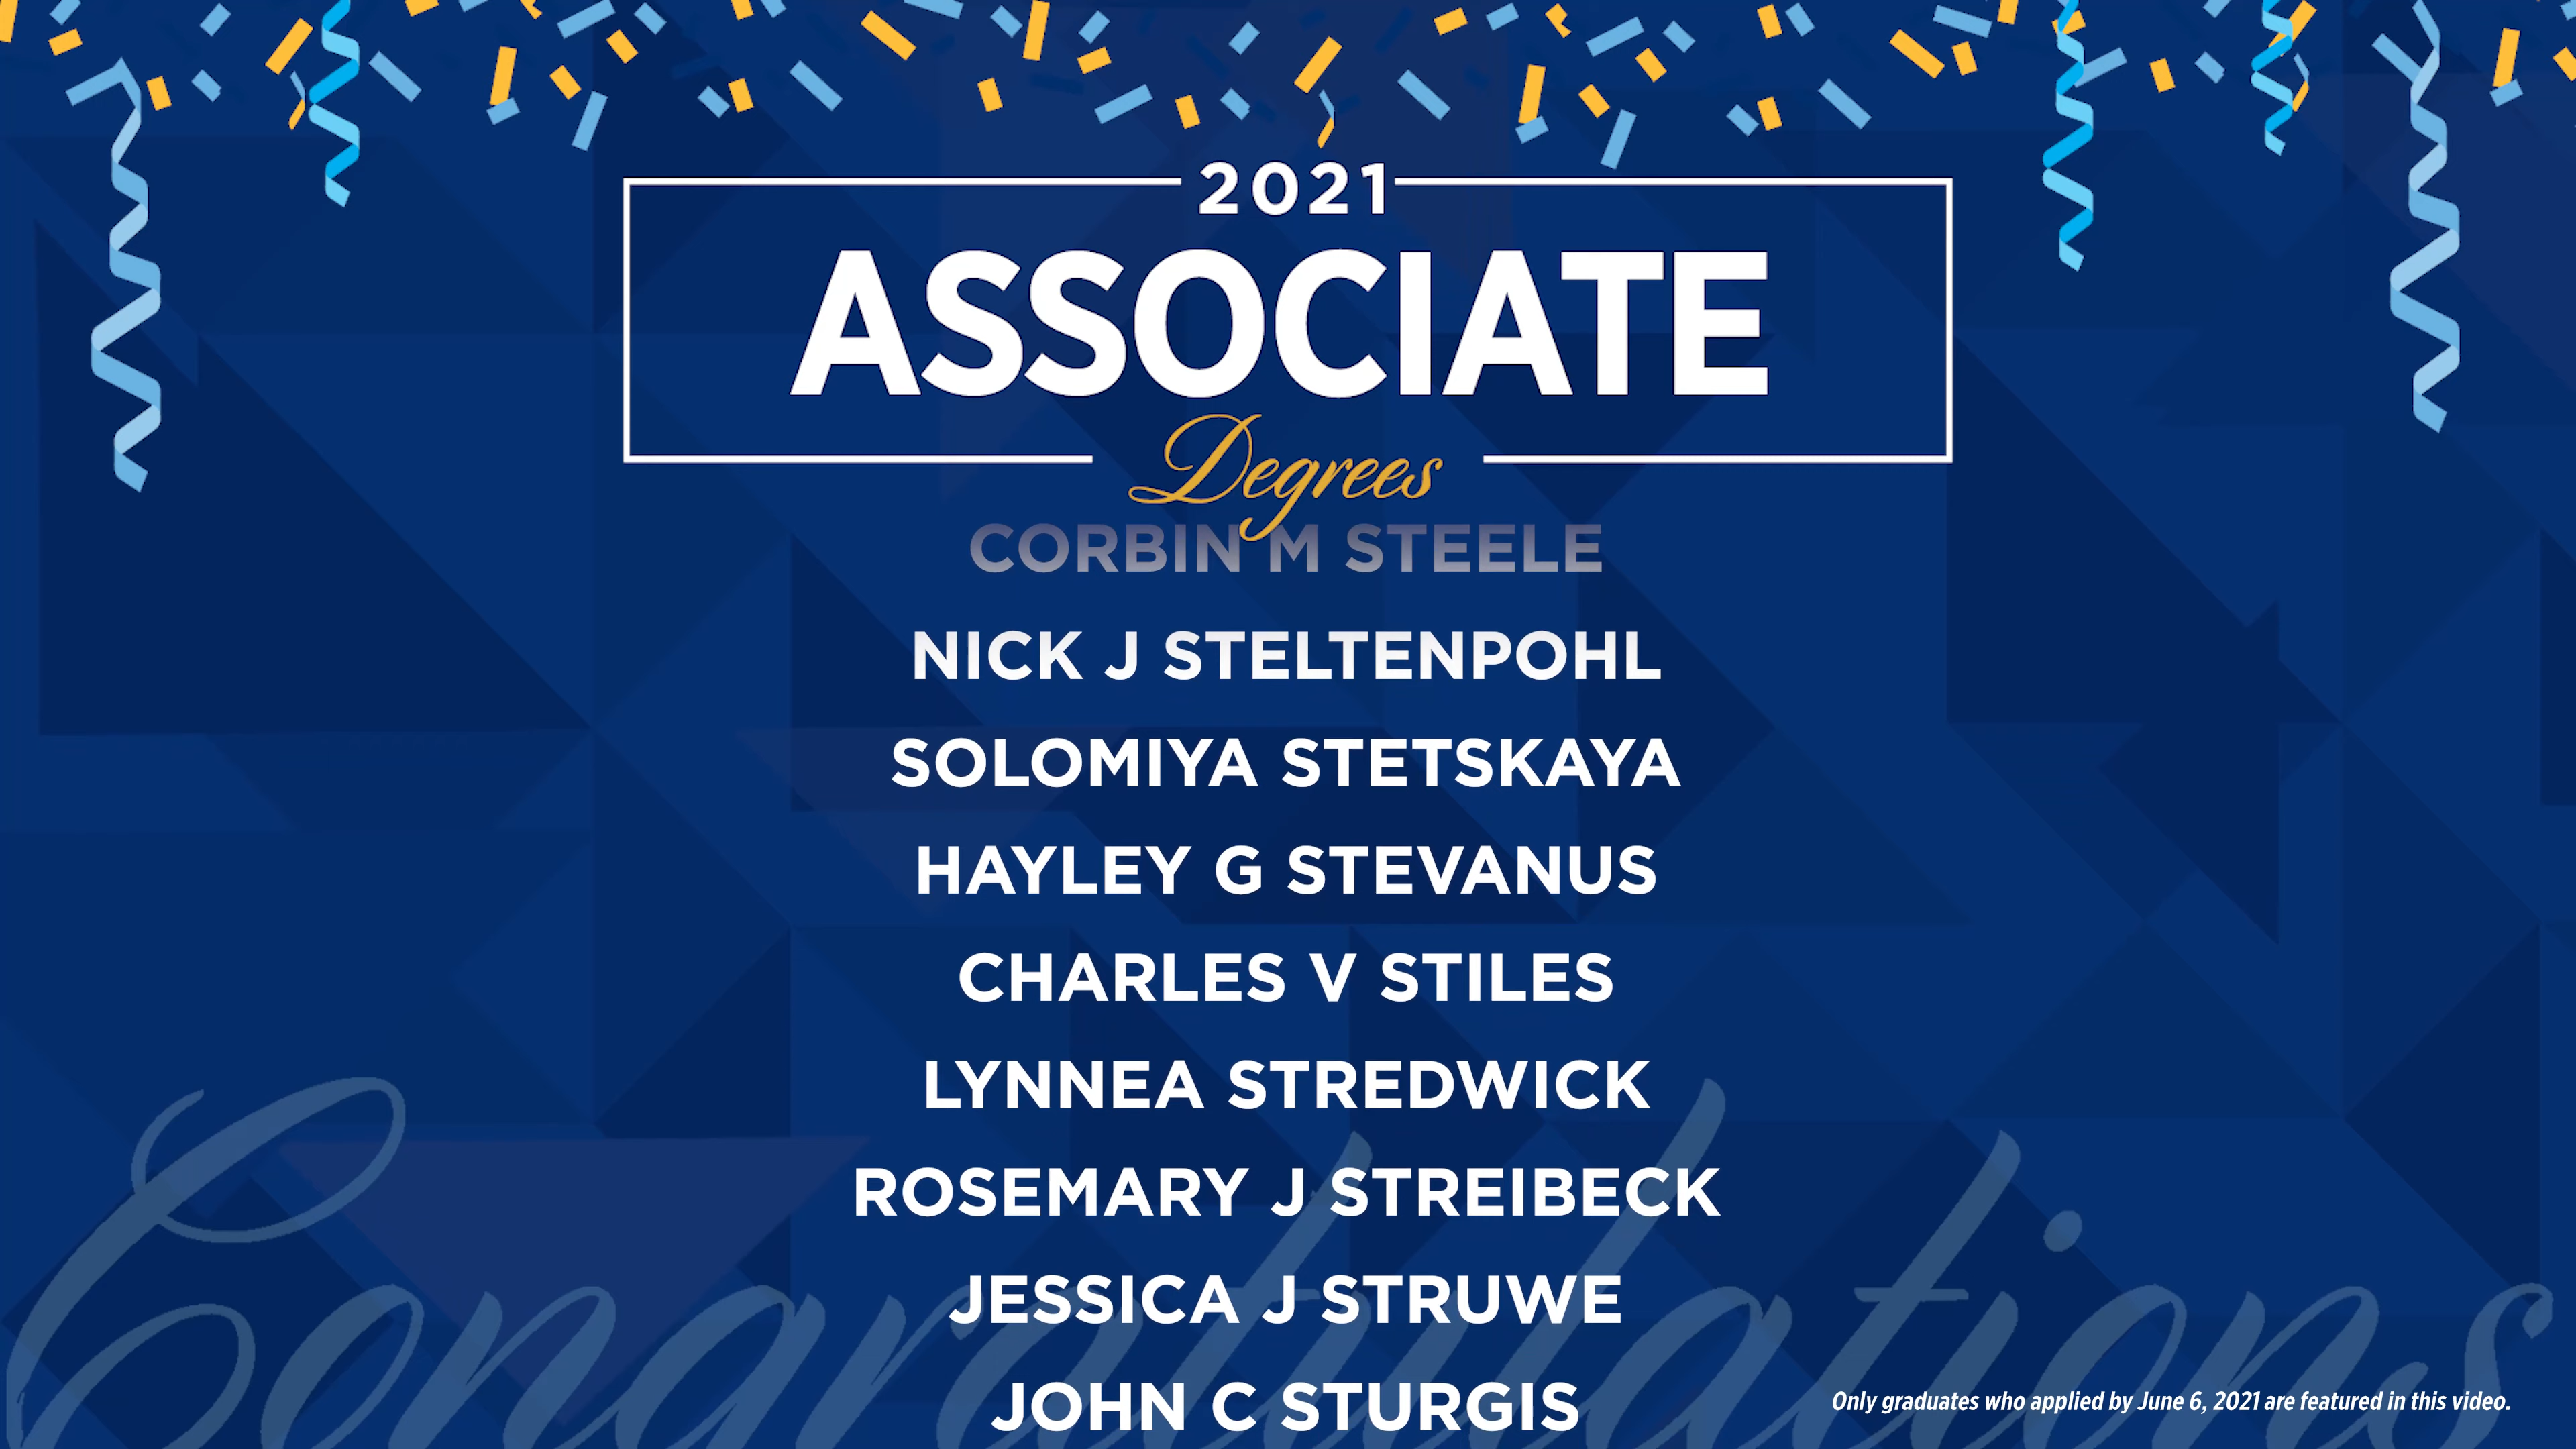 2021
ASSOCIATE
Degrees
CORBIN M STEELE
NICK J STELTENPOHL
SOLOMIYA STETSKAYA
HAYLEY G STEVANUS
CHARLES V STILES
LYNNEA STREDWICK
ROSEMARY J STREIBECK
JESSICA J STRUWE
JOHN C STURGIS
Congratulations
Only graduates who applied by June 6, 2021 are featured in this video.